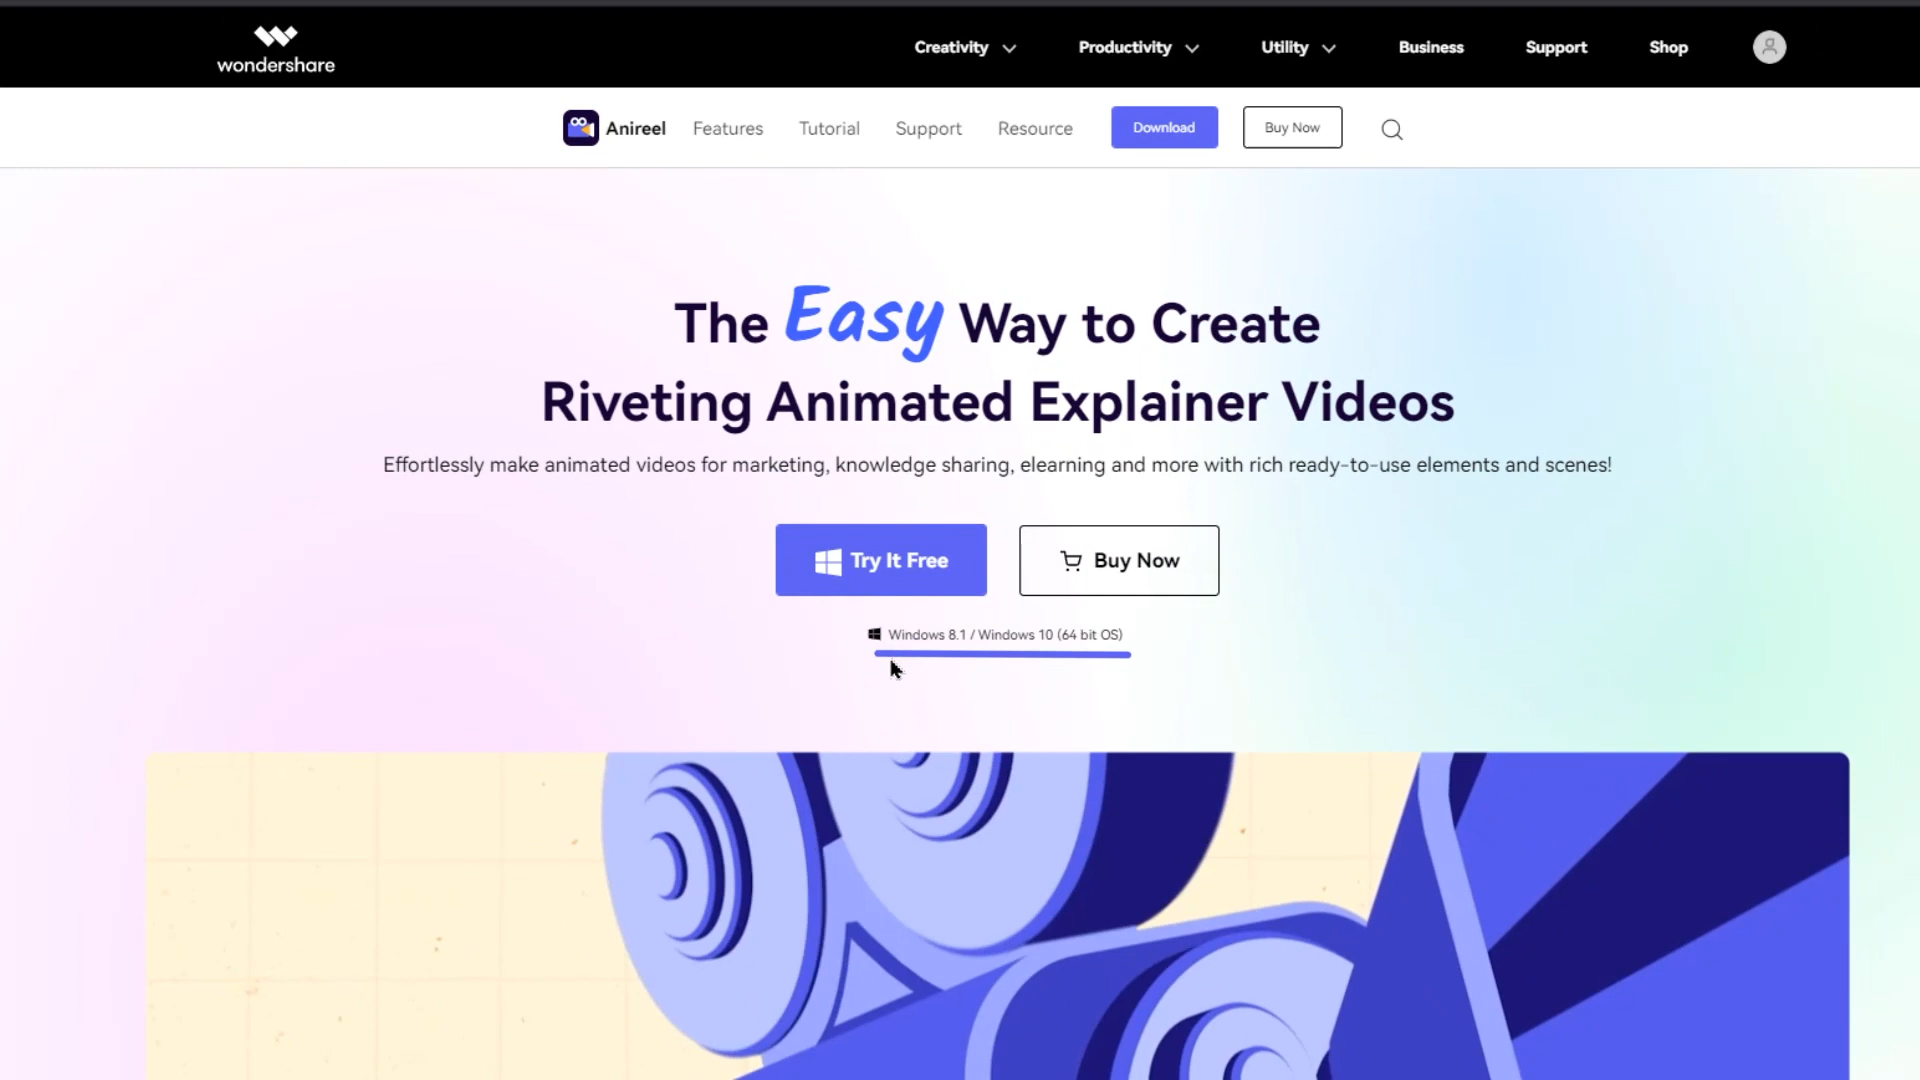 wondershare
Creativity
Productivity
Utility
Business
Support
Shop
Anireel
Features
Tutorial
Support
Resource
Download
Buy Now
The Easy Way to Create
Riveting Animated Explainer Videos
Effortlessly make animated videos for marketing, knowledge sharing, elearning and more with rich ready-to-use elements and scenes!
Try It Free
Buy Now
Windows 8.1 / Windows 10 (64 bit OS)